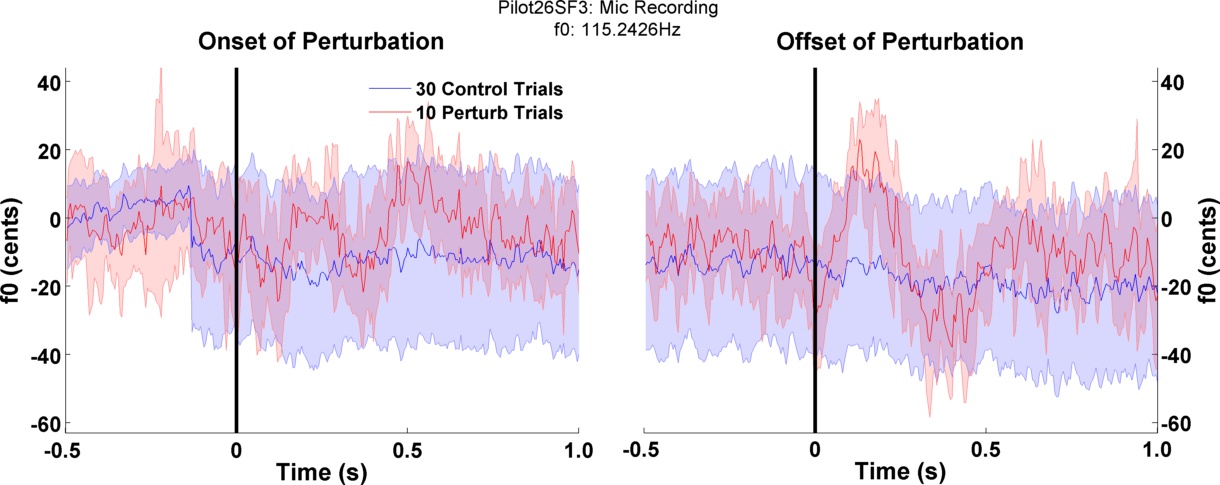 Pilot26SF3: Mic Recording
f0: 115.2426Hz
Onset of Perturbation
Offset of Perturbation
30 Control Trials
10 Perturb Trials
40
20
0
-20
-40
-60
f0 (cents)
-0.5
0
0.5
1.0
Time (s)
40
20
0
-20
-40
-60
f0 (cents)
-0.5
0
0.5
1.0
Time (s)